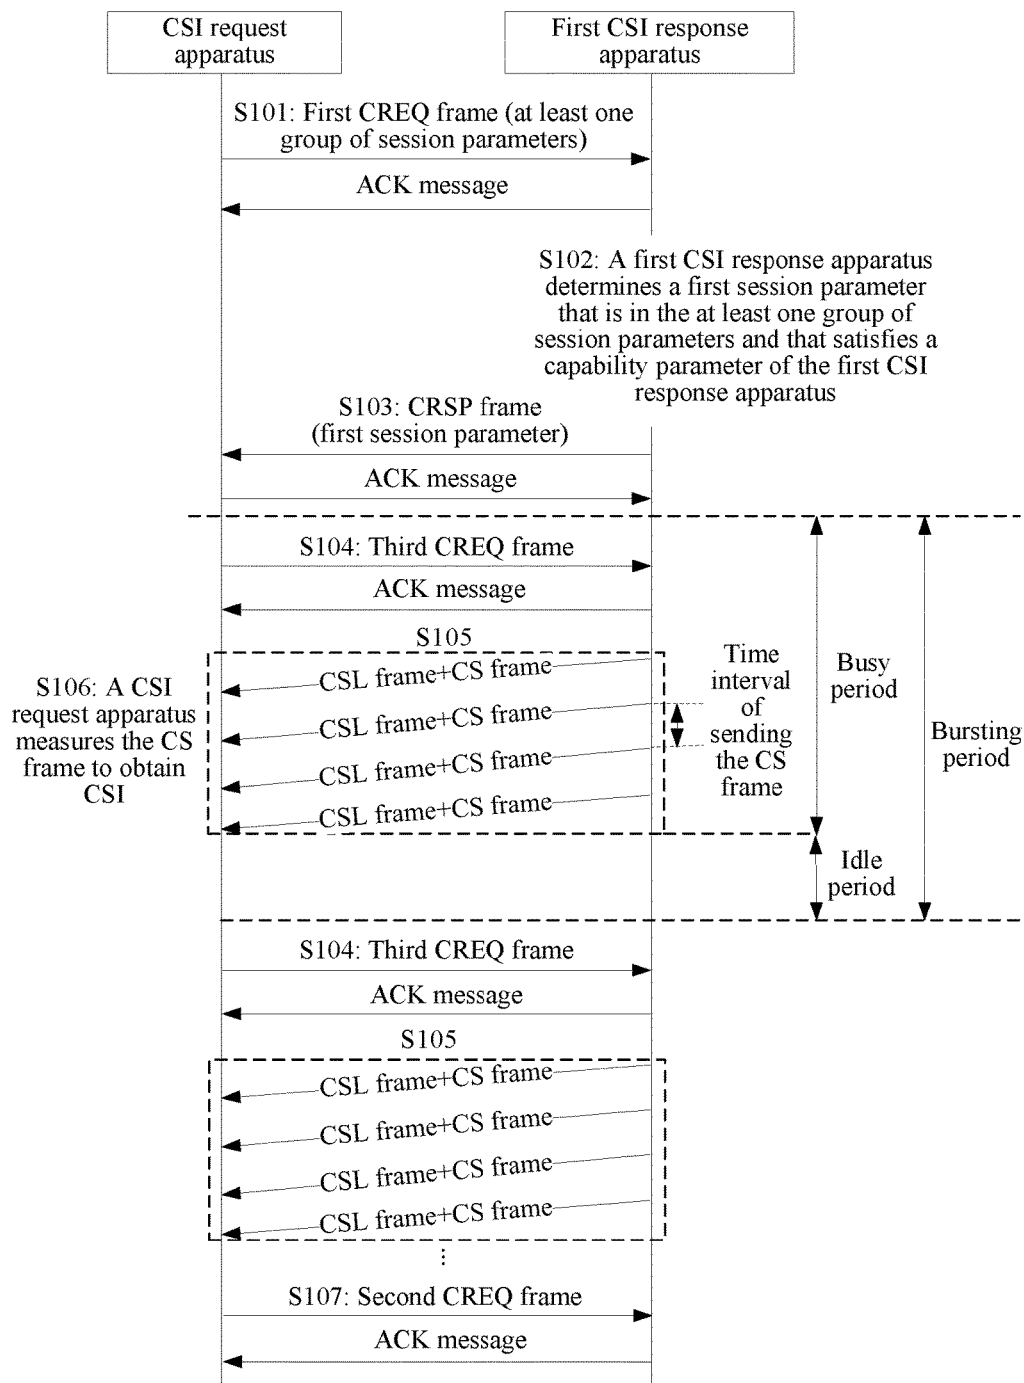 CSI request
apparatus
First CSI response
apparatus
S101: First CREQ frame (at least one
group of session parameters)
ACK message
S102: A first CSI response apparatus
determines a first session parameter
that is in the at least one group of
session parameters and that satisfies a
capability parameter of the first CSI
response apparatus
S103: CRSP frame
(first session parameter)
ACK message
S104: Third CREQ frame
ACK message
S105
CSL frame+CS frame
CSL frame+CS frame
CSL frame+CS frame
CSL frame+CS frame
S106: A CSI
request apparatus
measures the CS
frame to obtain
CSI
Time
interval
of
sending
the CS
frame
Busy
period
Bursting
period
Idle
period
S104: Third CREQ frame
ACK message
S105
CSL frame+CS frame
CSL frame+CS frame
CSL frame+CS frame
CSL frame+CS frame
⋮
S107: Second CREQ frame
ACK message